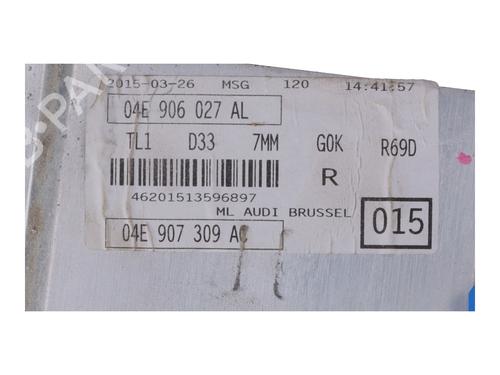 2015-03-26 MSG 120 14:41:57
04E 906 027 AL
TL1 D33 7MM G0K R69D
R
46201513596897
ML AUDI BRUSSEL
015
04E 907 309 AC